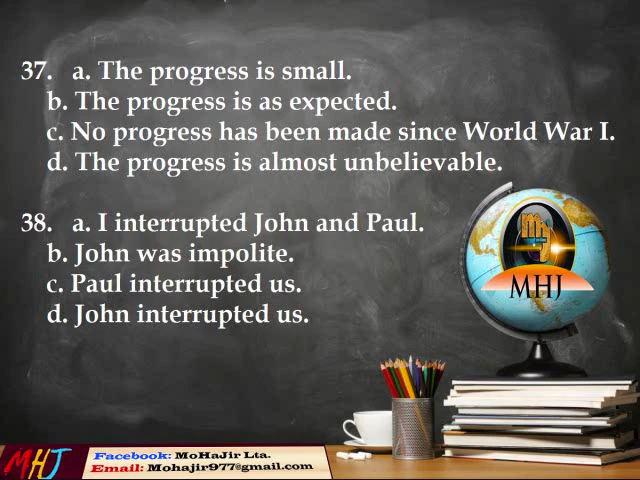 37. a. The progress is small.
b. The progress is as expected.
c. No progress has been made since World War I.
d. The progress is almost unbelievable.
38. a. I interrupted John and Paul.
b. John was impolite.
c. Paul interrupted us.
d. John interrupted us.
MHJ
MHJ
Facebook: MoHaJir Lta.
Email: Mohajir977@gmail.com